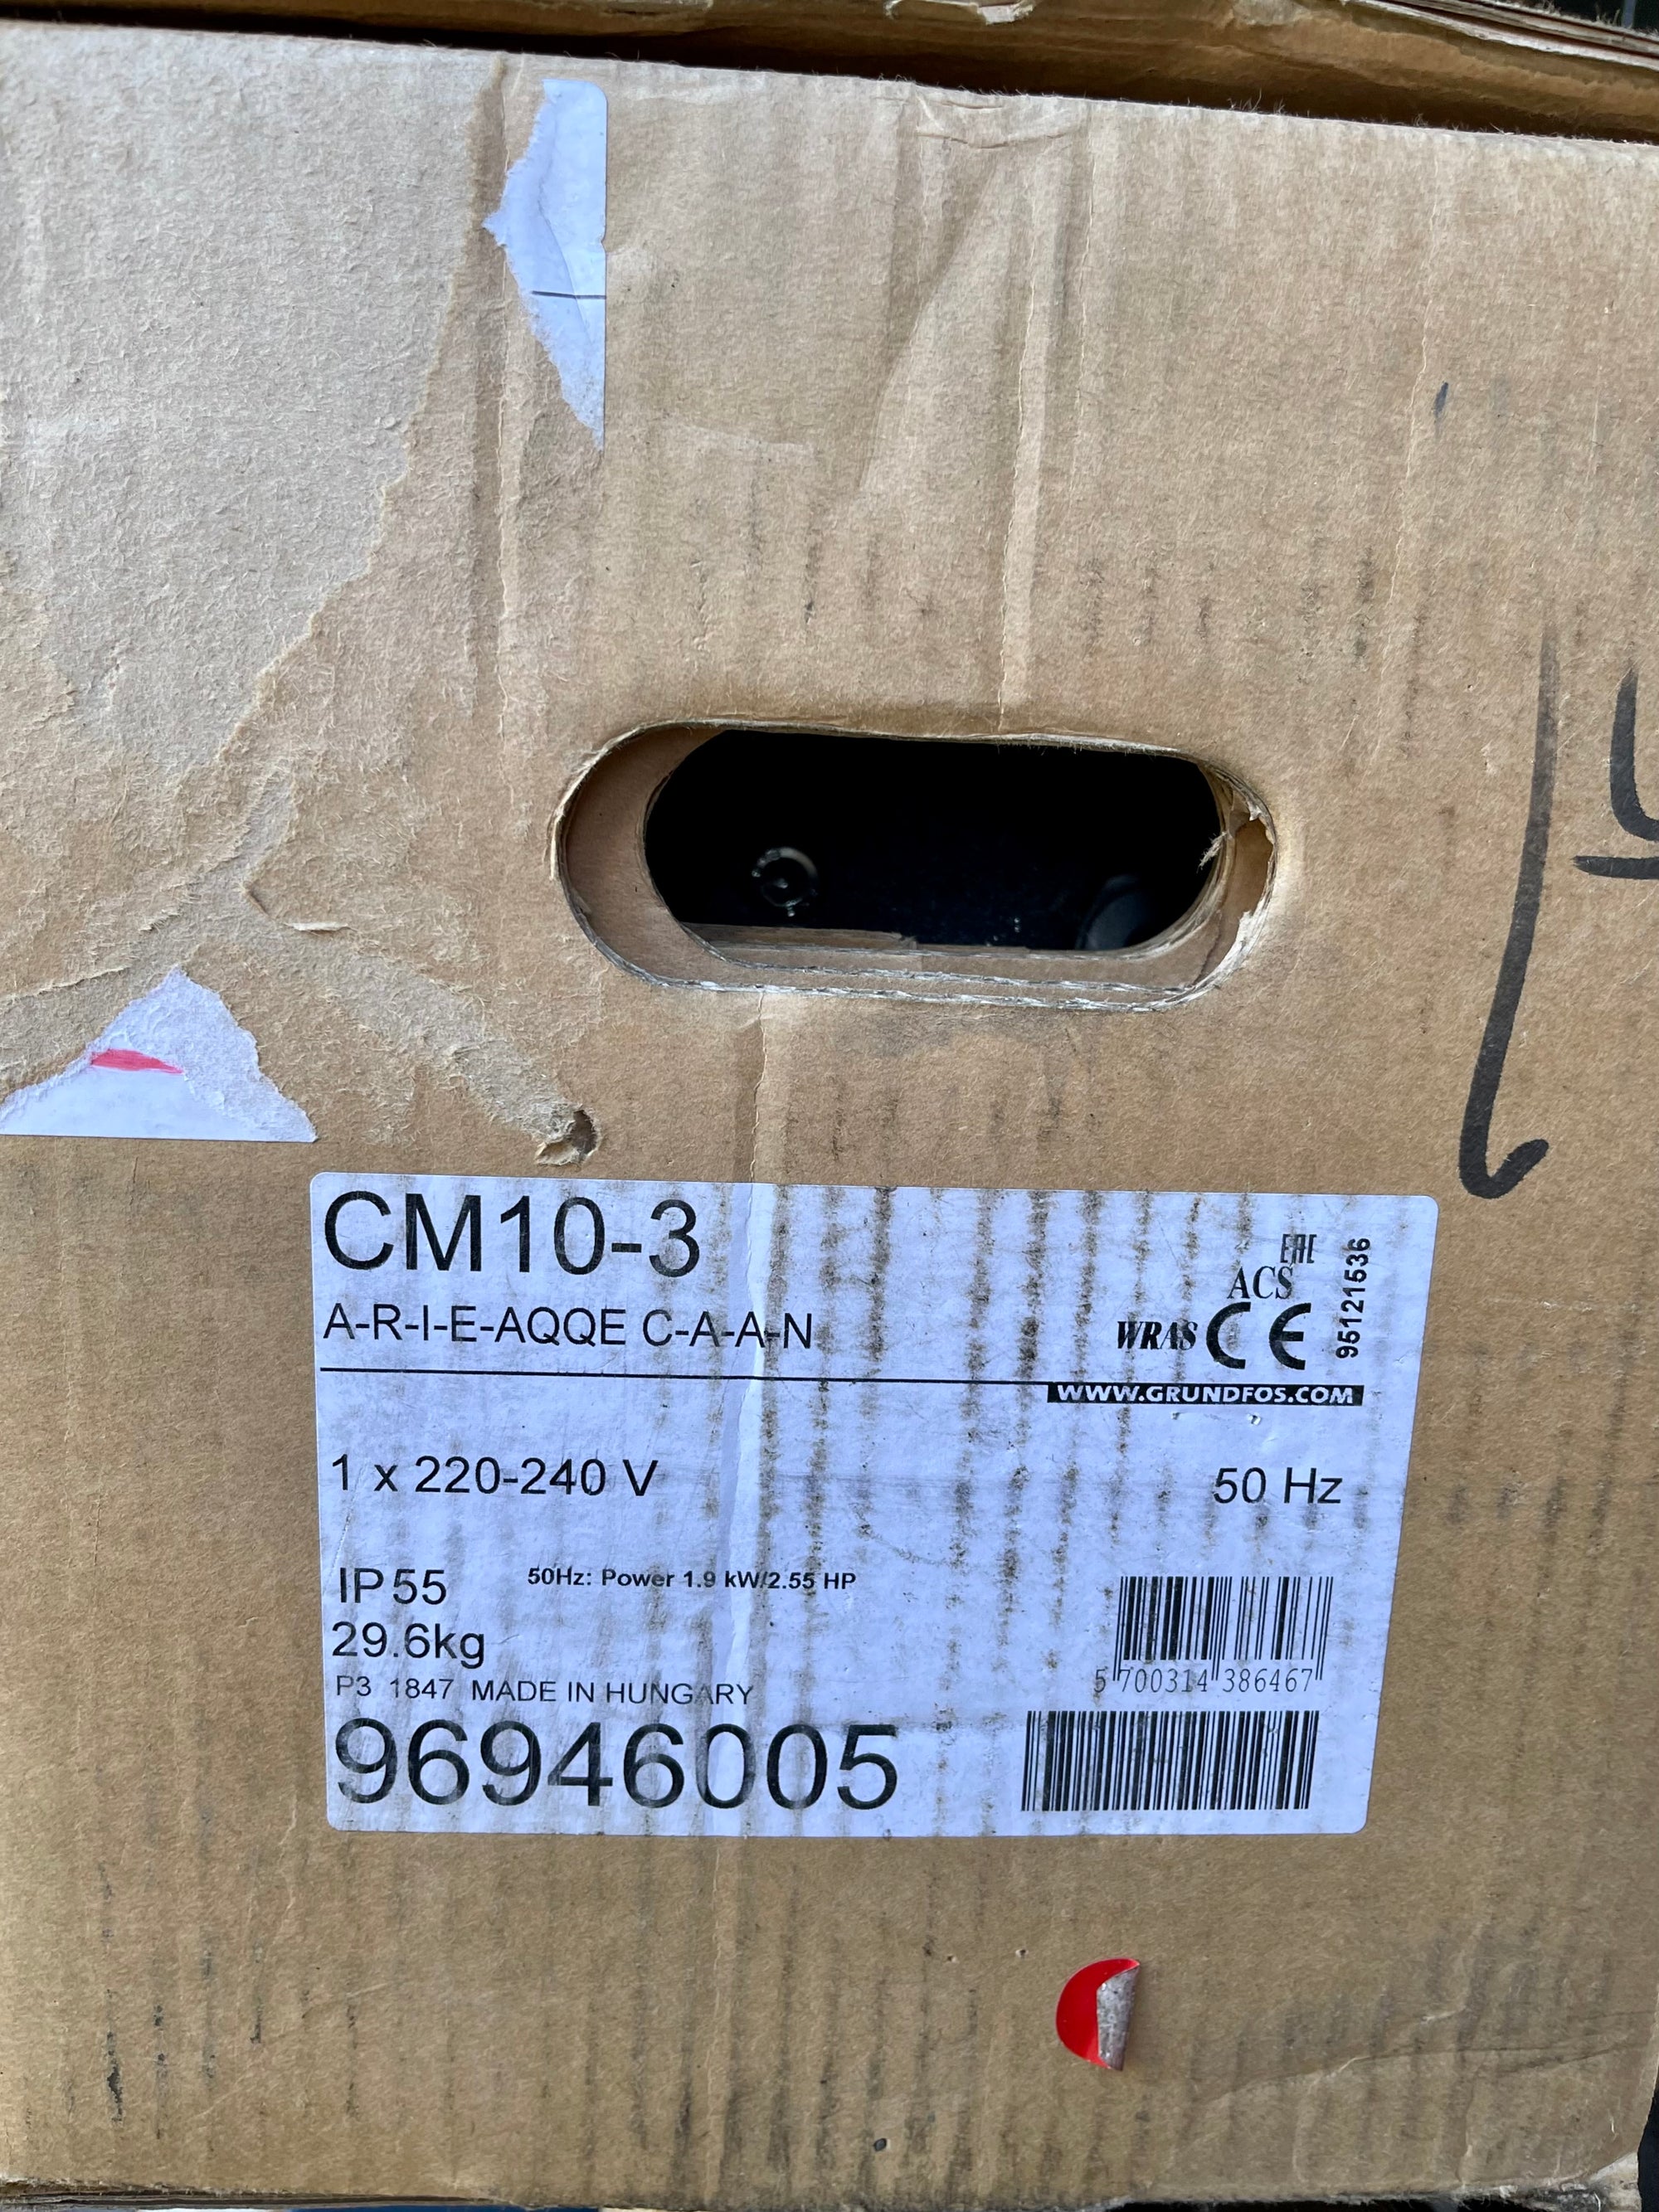 CM10-3
A-R-I-E-AQQE C-A-A-N
EAC
ACS
WRAS CE
95121536
WWW.GRUNDFOS.COM
1 x 220-240 V
50 Hz
IP55
50Hz: Power 1.9 kW/2.55 HP
29.6kg
P3 1847 MADE IN HUNGARY
5 700314 386467
96946005